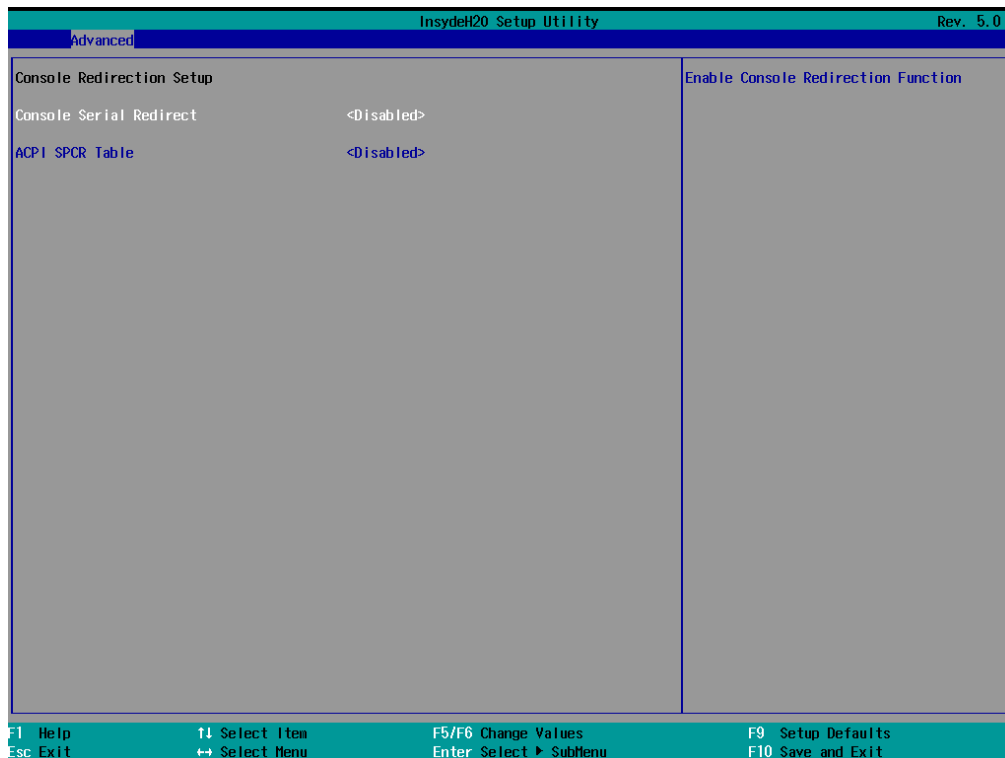 InsydeH20 Setup Utility Rev. 5.0
Advanced
Console Redirection Setup
Enable Console Redirection Function
Console Serial Redirect <Disabled>
ACPI SPCR Table <Disabled>
F1 Help ↑↓ Select Item F5/F6 Change Values F9 Setup Defaults
Esc Exit ↔ Select Menu Enter Select ▶ SubMenu F10 Save and Exit